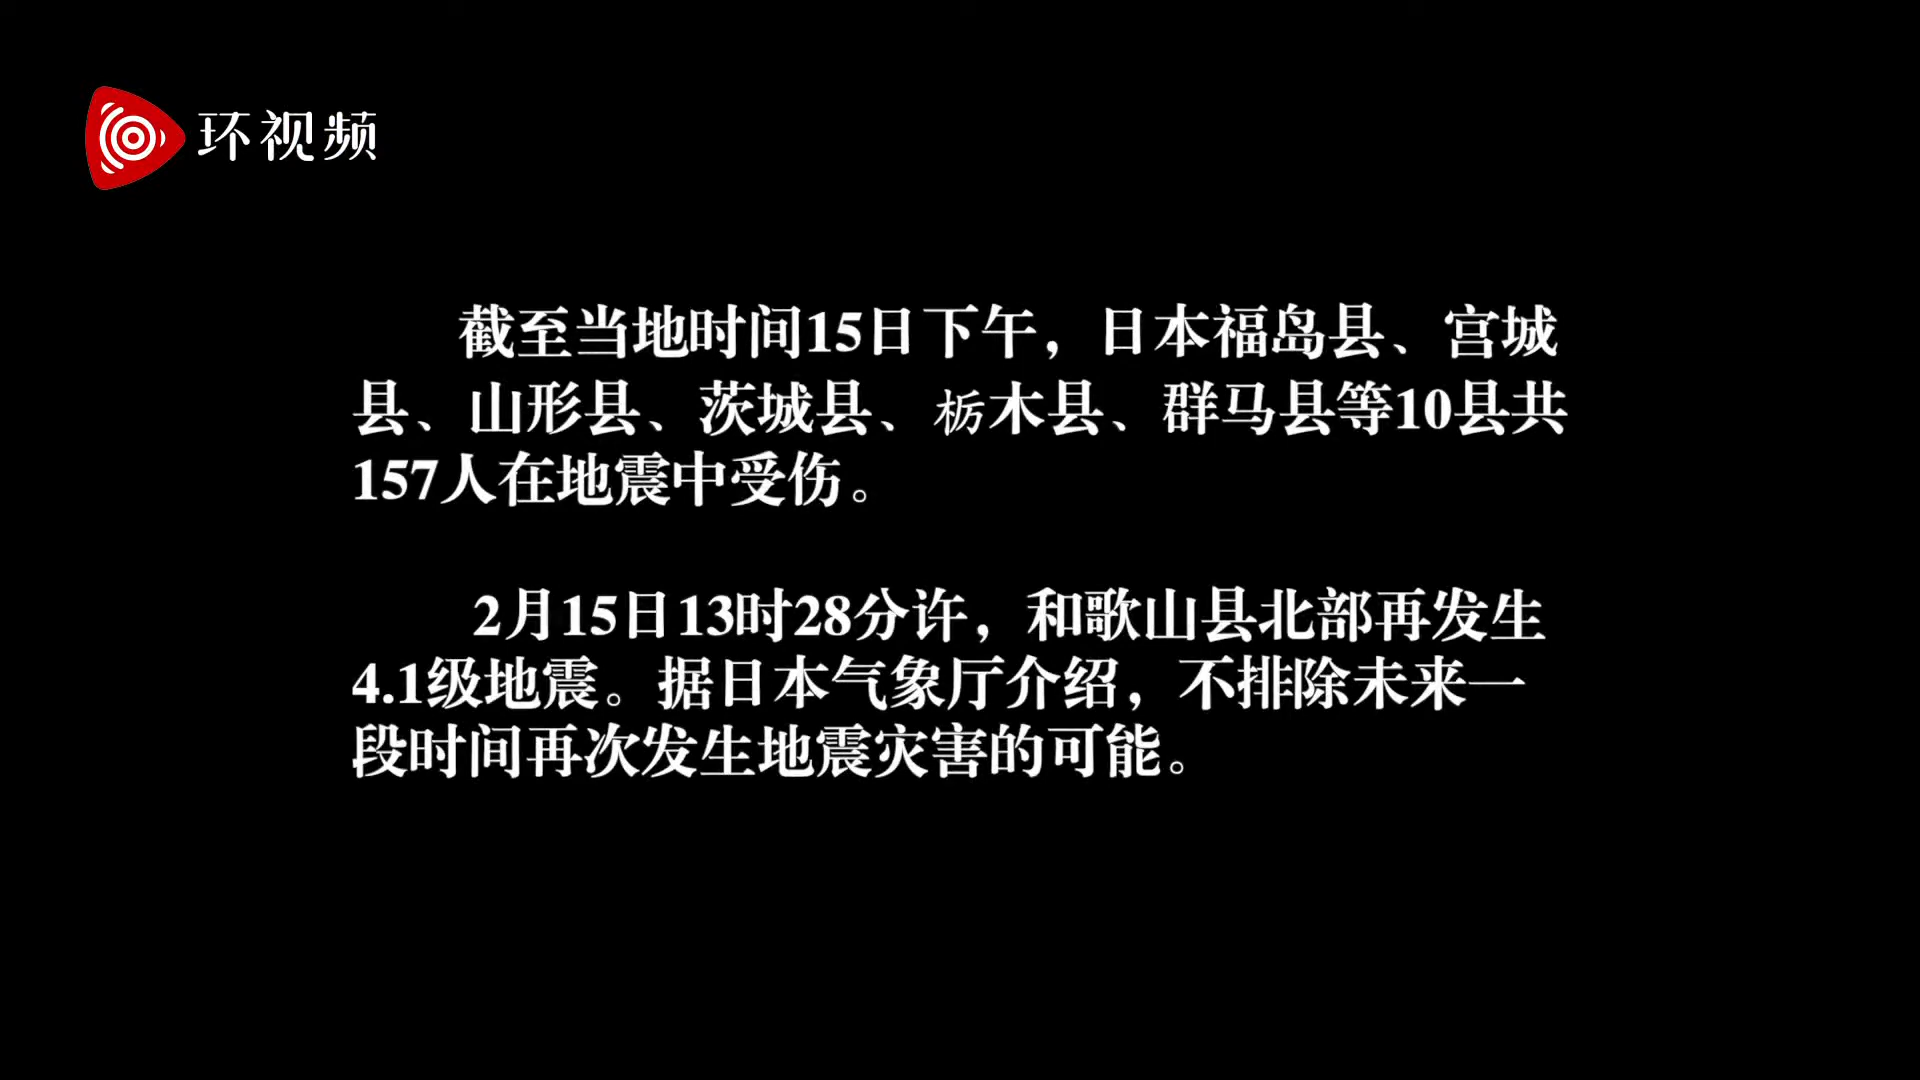 环视频
截至当地时间15日下午，日本福岛县、宫城
县、山形县、茨城县、栃木县、群马县等10县共
157人在地震中受伤。
2月15日13时28分许，和歌山县北部再发生
4.1级地震。据日本气象厅介绍，不排除未来一
段时间再次发生地震灾害的可能。